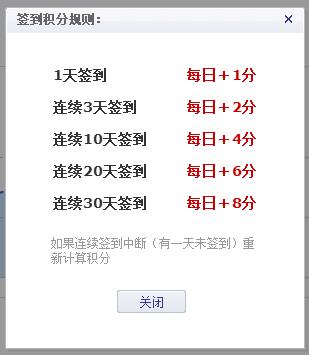 签到积分规则：
1天签到 每日＋1分
连续3天签到 每日＋2分
连续10天签到 每日＋4分
连续20天签到 每日＋6分
连续30天签到 每日＋8分
如果连续签到中断（有一天未签到）重
新计算积分
关闭